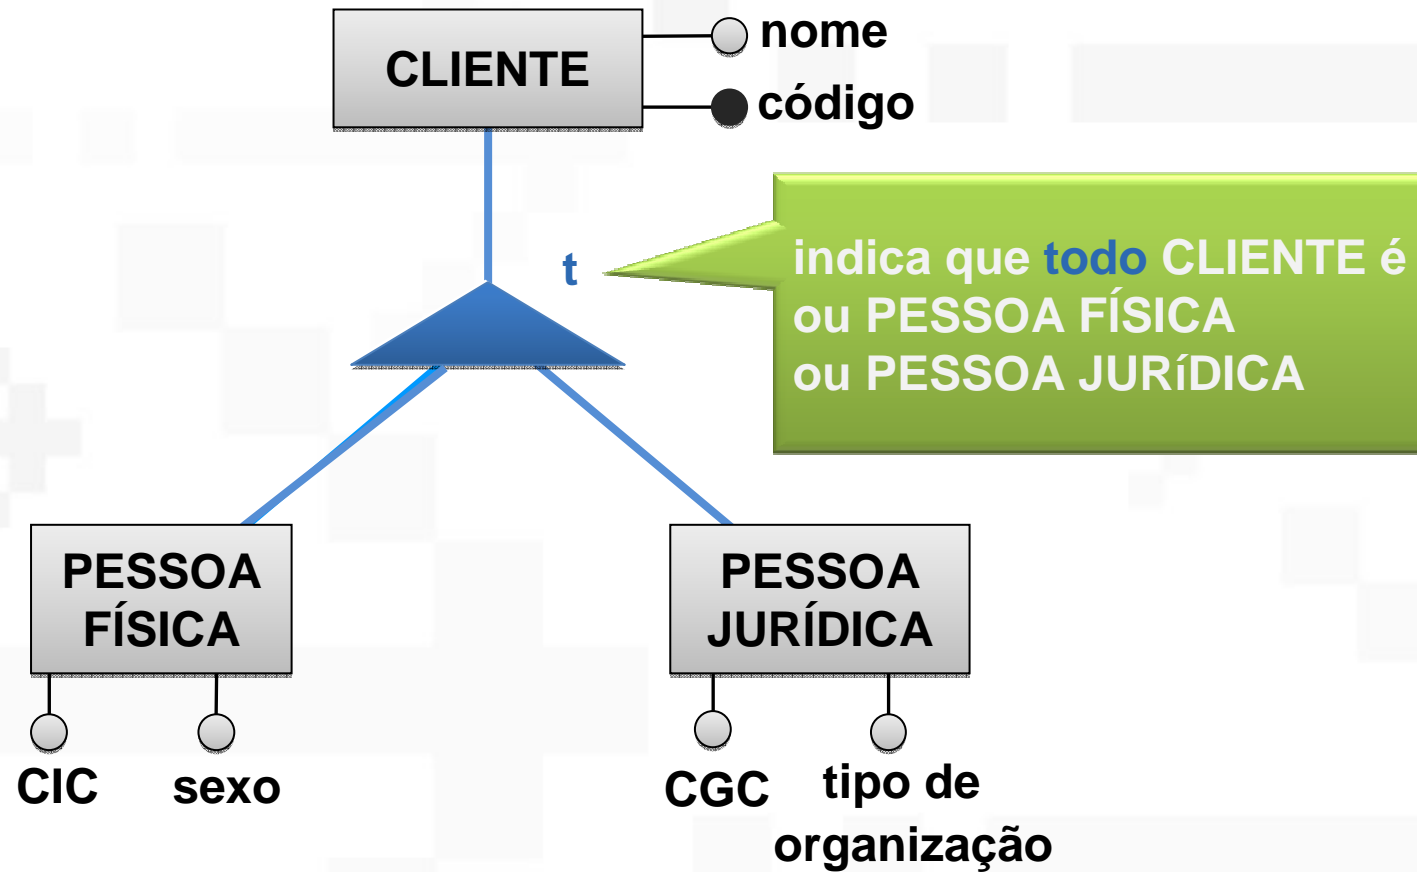 CLIENTE
nome
código
t
indica que todo CLIENTE é
ou PESSOA FÍSICA
ou PESSOA JURíDICA
PESSOA
FÍSICA
PESSOA
JURÍDICA
CIC
sexo
CGC
tipo de
organização